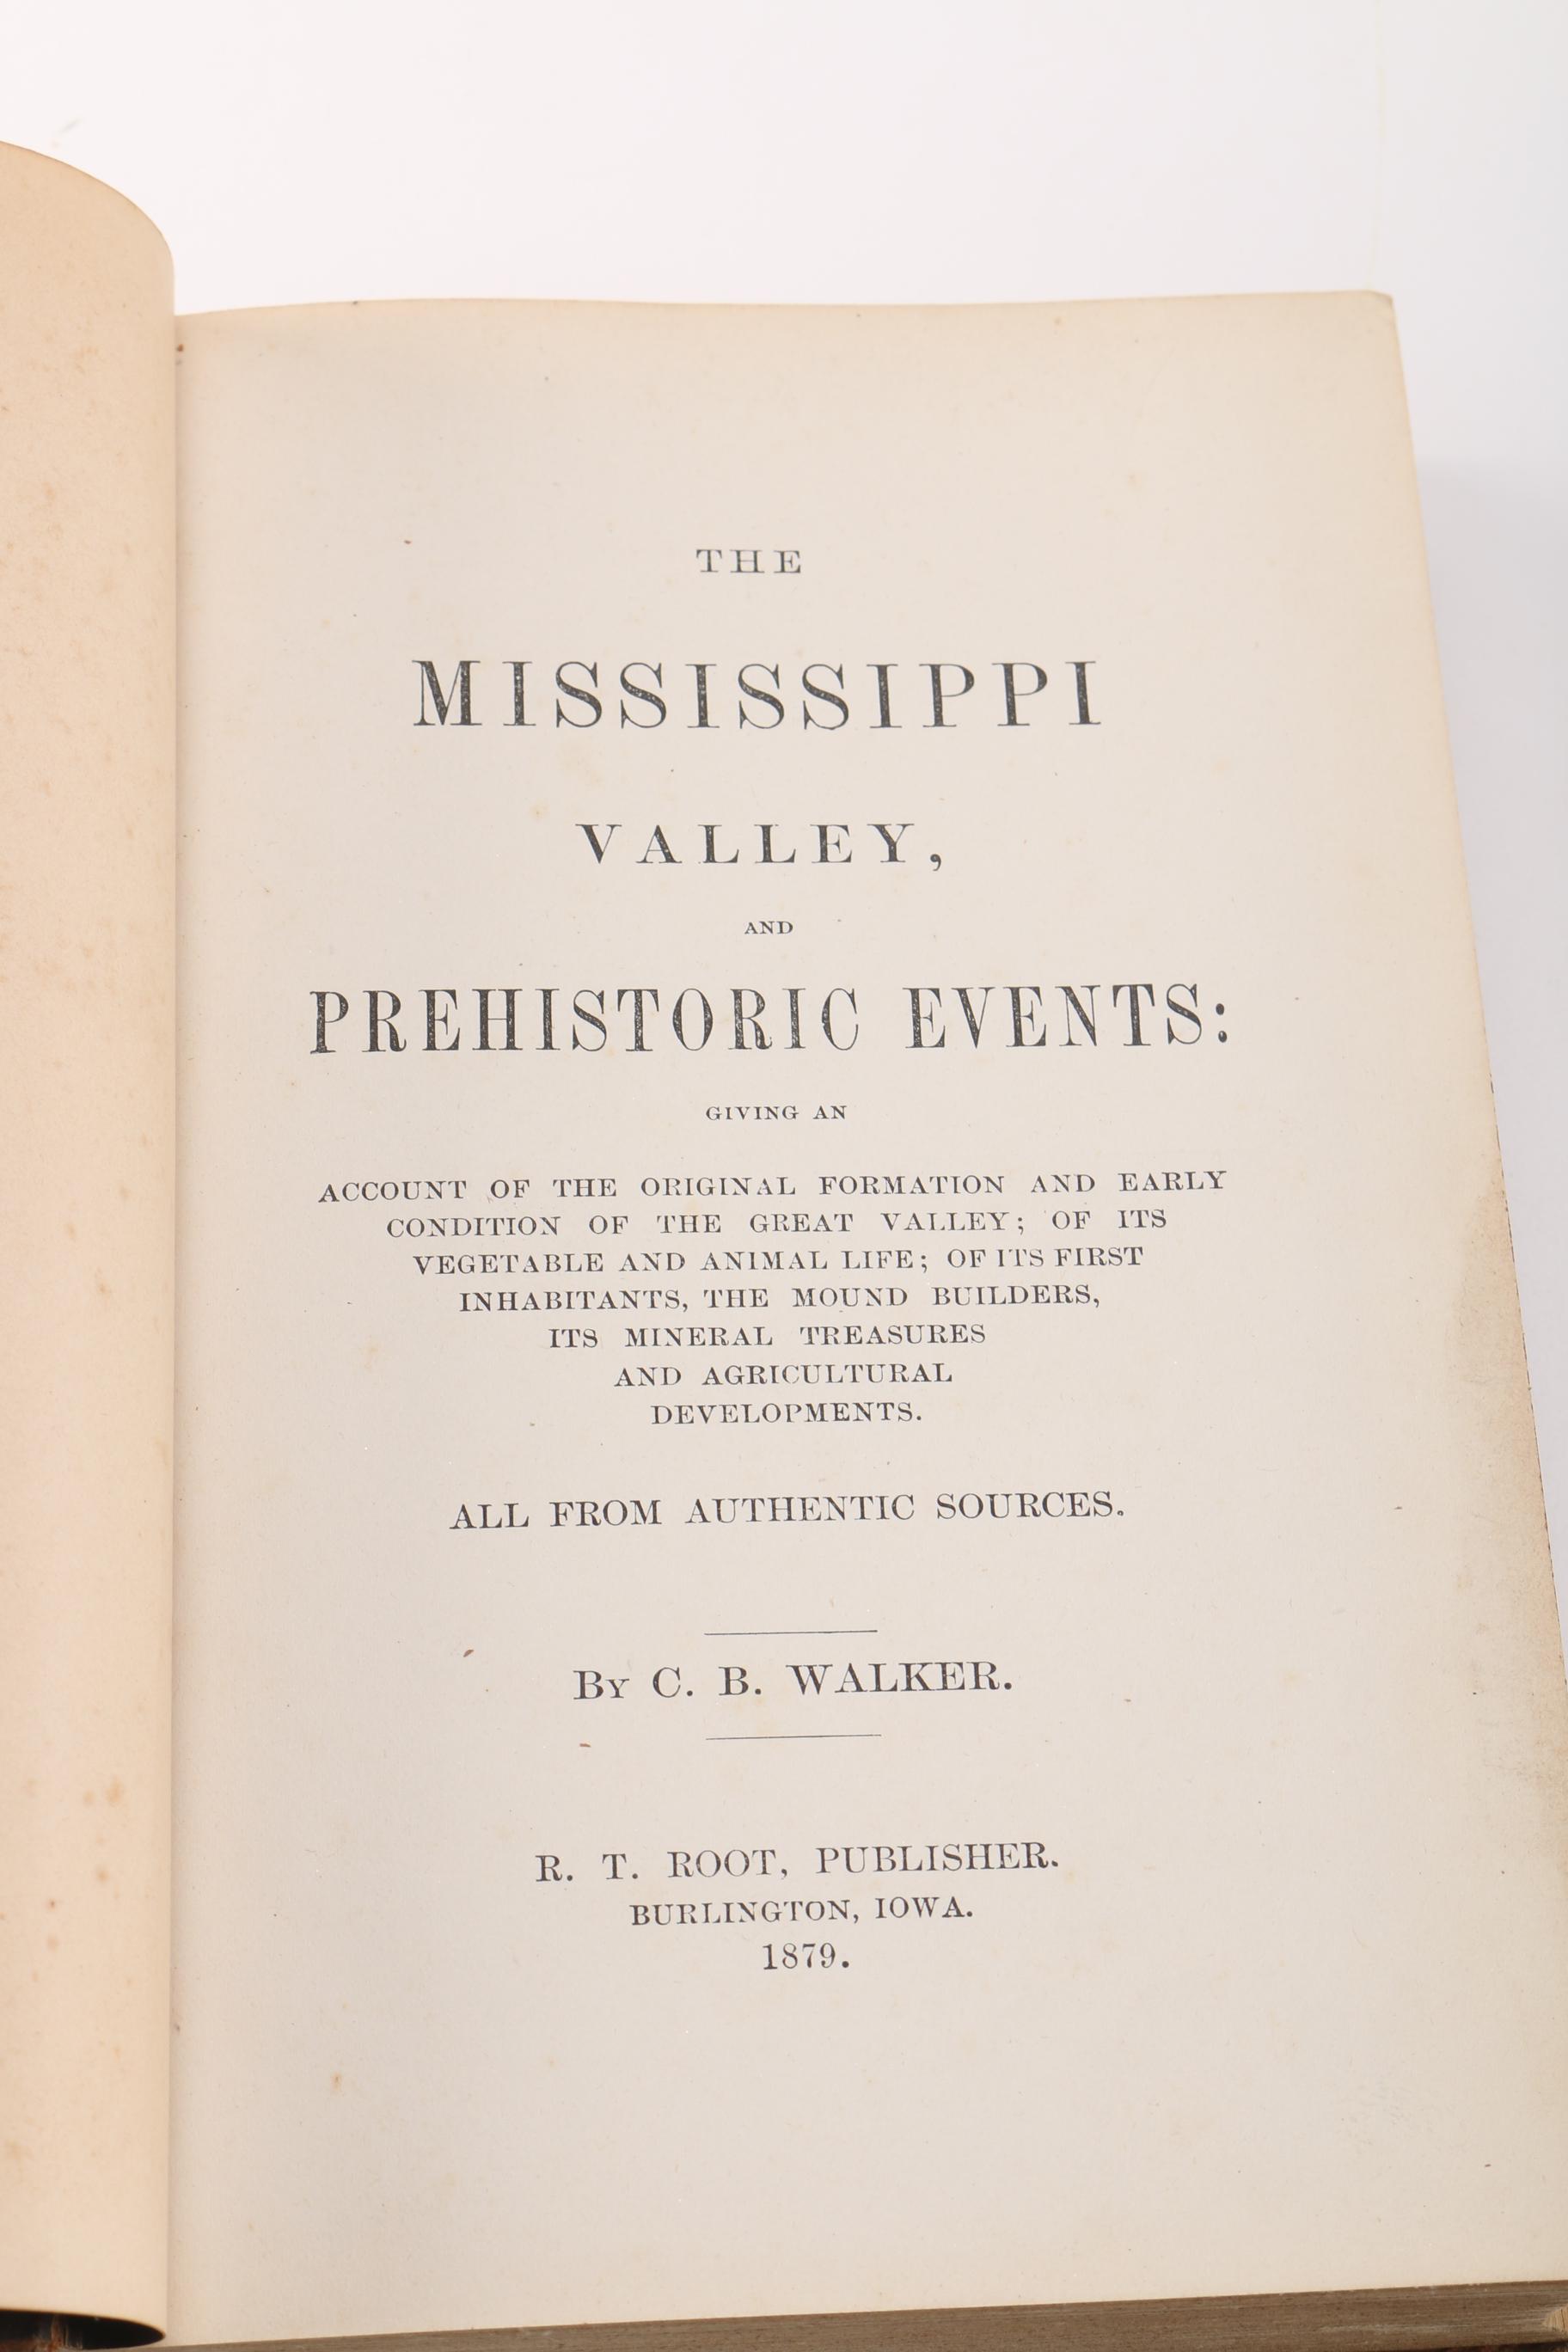 THE
MISSISSIPPI
VALLEY,
AND
PREHISTORIC EVENTS:
GIVING AN
ACCOUNT OF THE ORIGINAL FORMATION AND EARLY
CONDITION OF THE GREAT VALLEY; OF ITS
VEGETABLE AND ANIMAL LIFE; OF ITS FIRST
INHABITANTS, THE MOUND BUILDERS,
ITS MINERAL TREASURES
AND AGRICULTURAL
DEVELOPMENTS.
ALL FROM AUTHENTIC SOURCES.
BY C. B. WALKER.
R. T. ROOT, PUBLISHER.
BURLINGTON, IOWA.
1879.